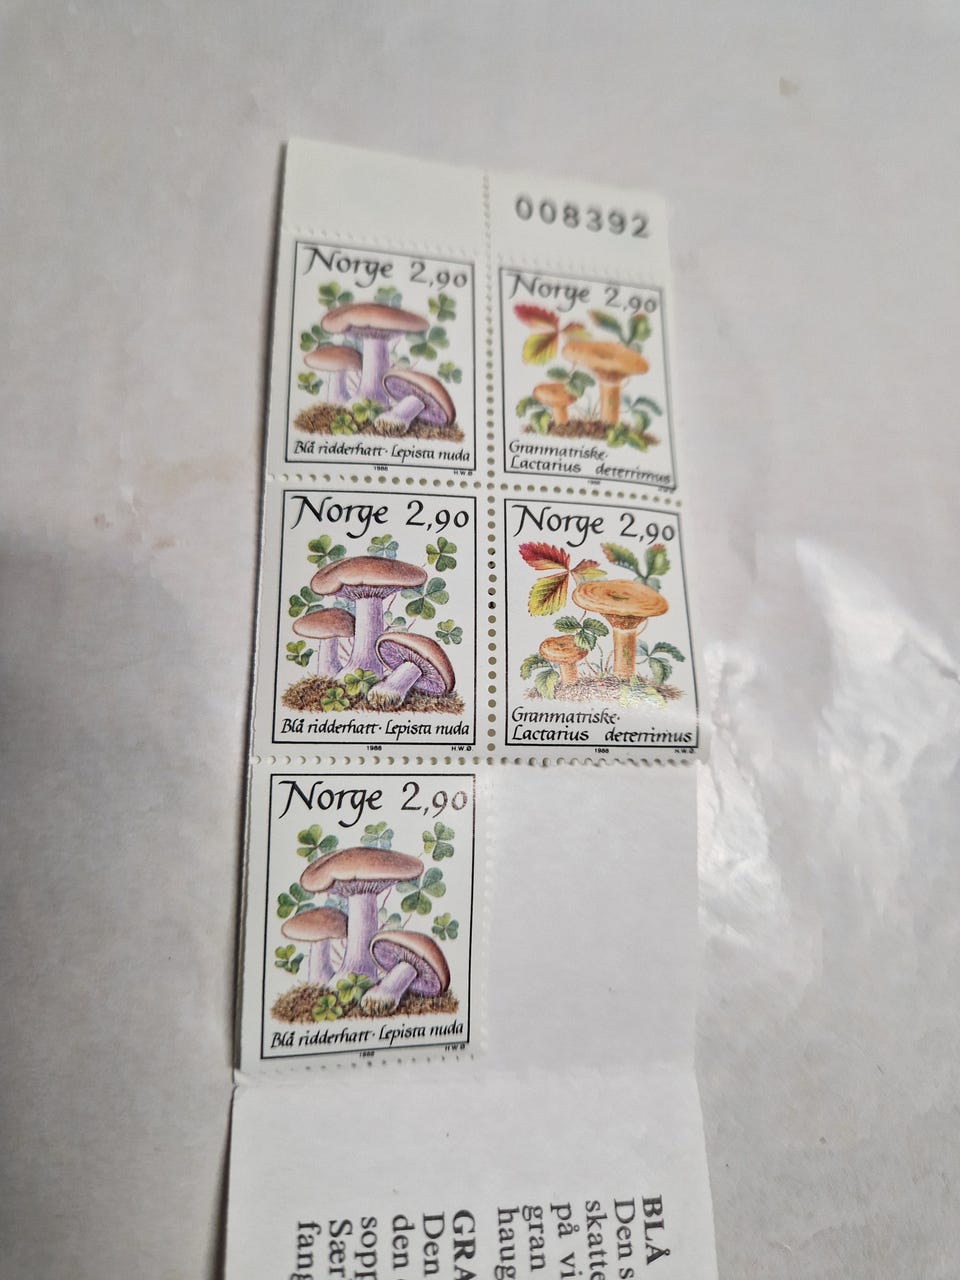 008392
Norge 2,90
Blå ridderhatt · Lepista nuda
1988 H.W.Ø.
Norge 2,90
Granmatriske ·
Lactarius deterrimus
1988 H.W.Ø.
Norge 2,90
Blå ridderhatt · Lepista nuda
1988 H.W.Ø.
Norge 2,90
Granmatriske ·
Lactarius deterrimus
1988 H.W.Ø.
Norge 2,90
Blå ridderhatt · Lepista nuda
1988 H.W.Ø.
BLÅ
Den s
skatte
på vi
gran
haug
GRA
Den
den
sopp
Sær
fang